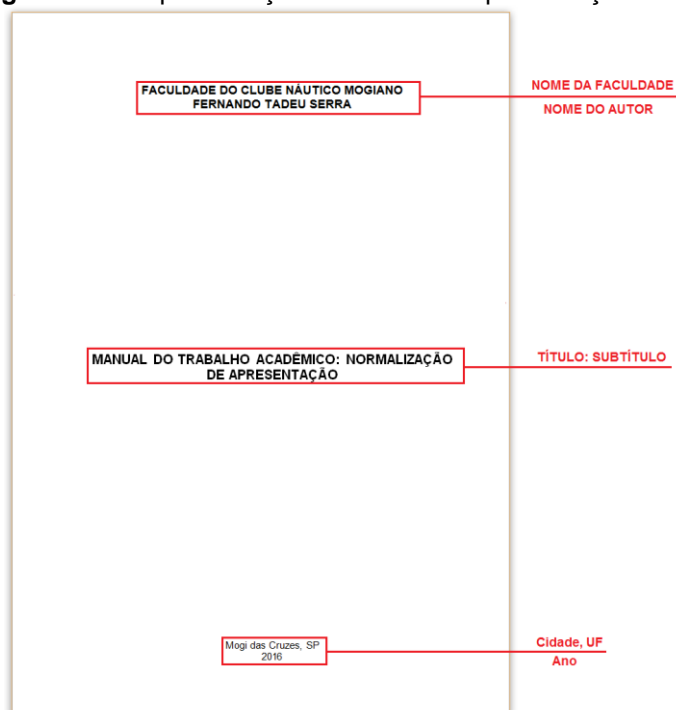 FACULDADE DO CLUBE NÁUTICO MOGIANO
FERNANDO TADEU SERRA
NOME DA FACULDADE
NOME DO AUTOR
MANUAL DO TRABALHO ACADÊMICO: NORMALIZAÇÃO
DE APRESENTAÇÃO
TÍTULO: SUBTÍTULO
Mogi das Cruzes, SP
2016
Cidade, UF
Ano